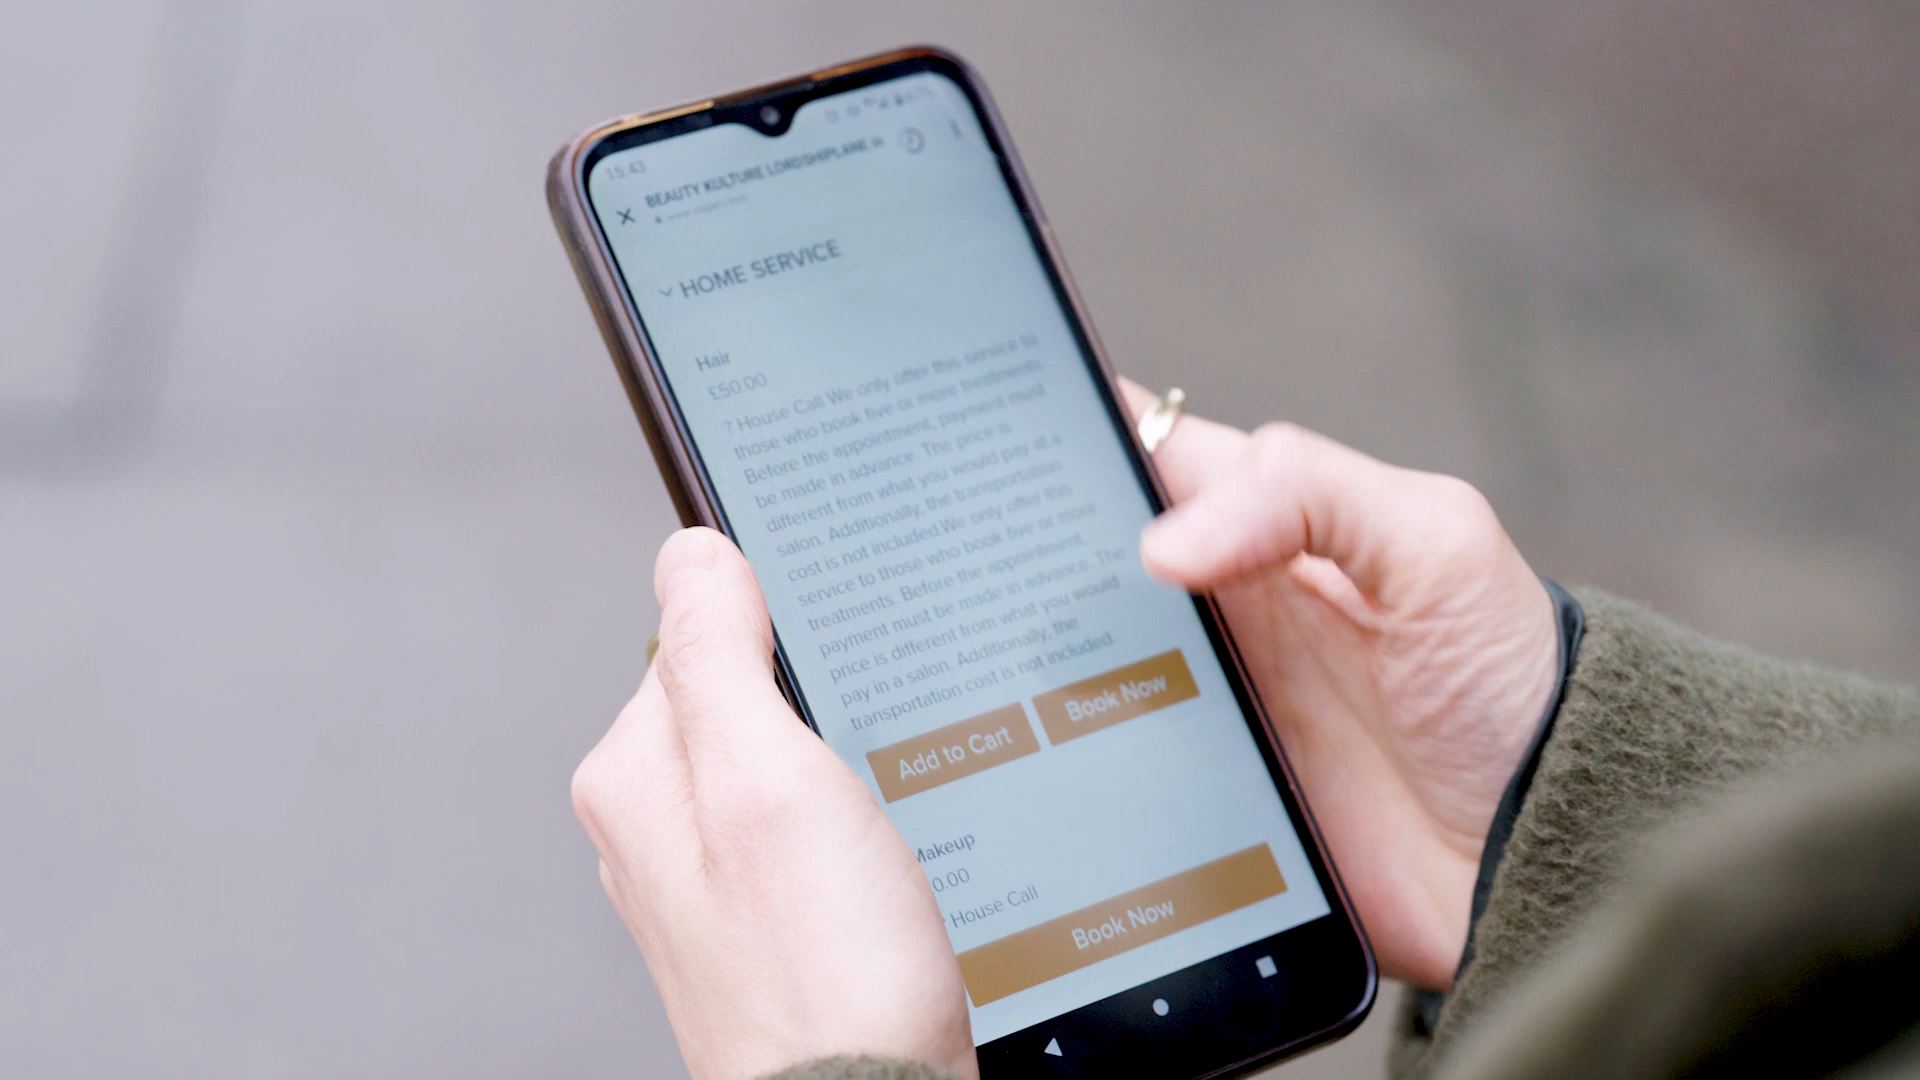 15:43
BEAUTY KULTURE LORDSHIPLANE in
HOME SERVICE
Hair
£50.00
? House Call We only offer this service to
those who book five or more treatments.
Before the appointment, payment must
be made in advance. The price is
different from what you would pay at a
salon. Additionally, the transportation
cost is not included We only offer this
service to those who book five or more
treatments. Before the appointment,
payment must be made in advance. The
price is different from what you would
pay in a salon. Additionally, the
transportation cost is not included.
Add to Cart
Book Now
Makeup
0.00
House Call
Book Now